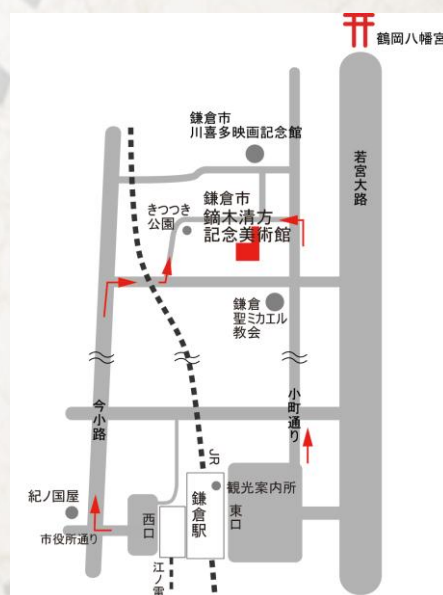 鶴岡八幡宮
鎌倉市
川喜多映画記念館
若宮大路
きつつき
公園
鎌倉市
鏑木清方
記念美術館
鎌倉
聖ミカエル
教会
今小路
小町通り
JR
観光案内所
紀ノ国屋
鎌倉駅
西口
東口
市役所通り
江ノ電